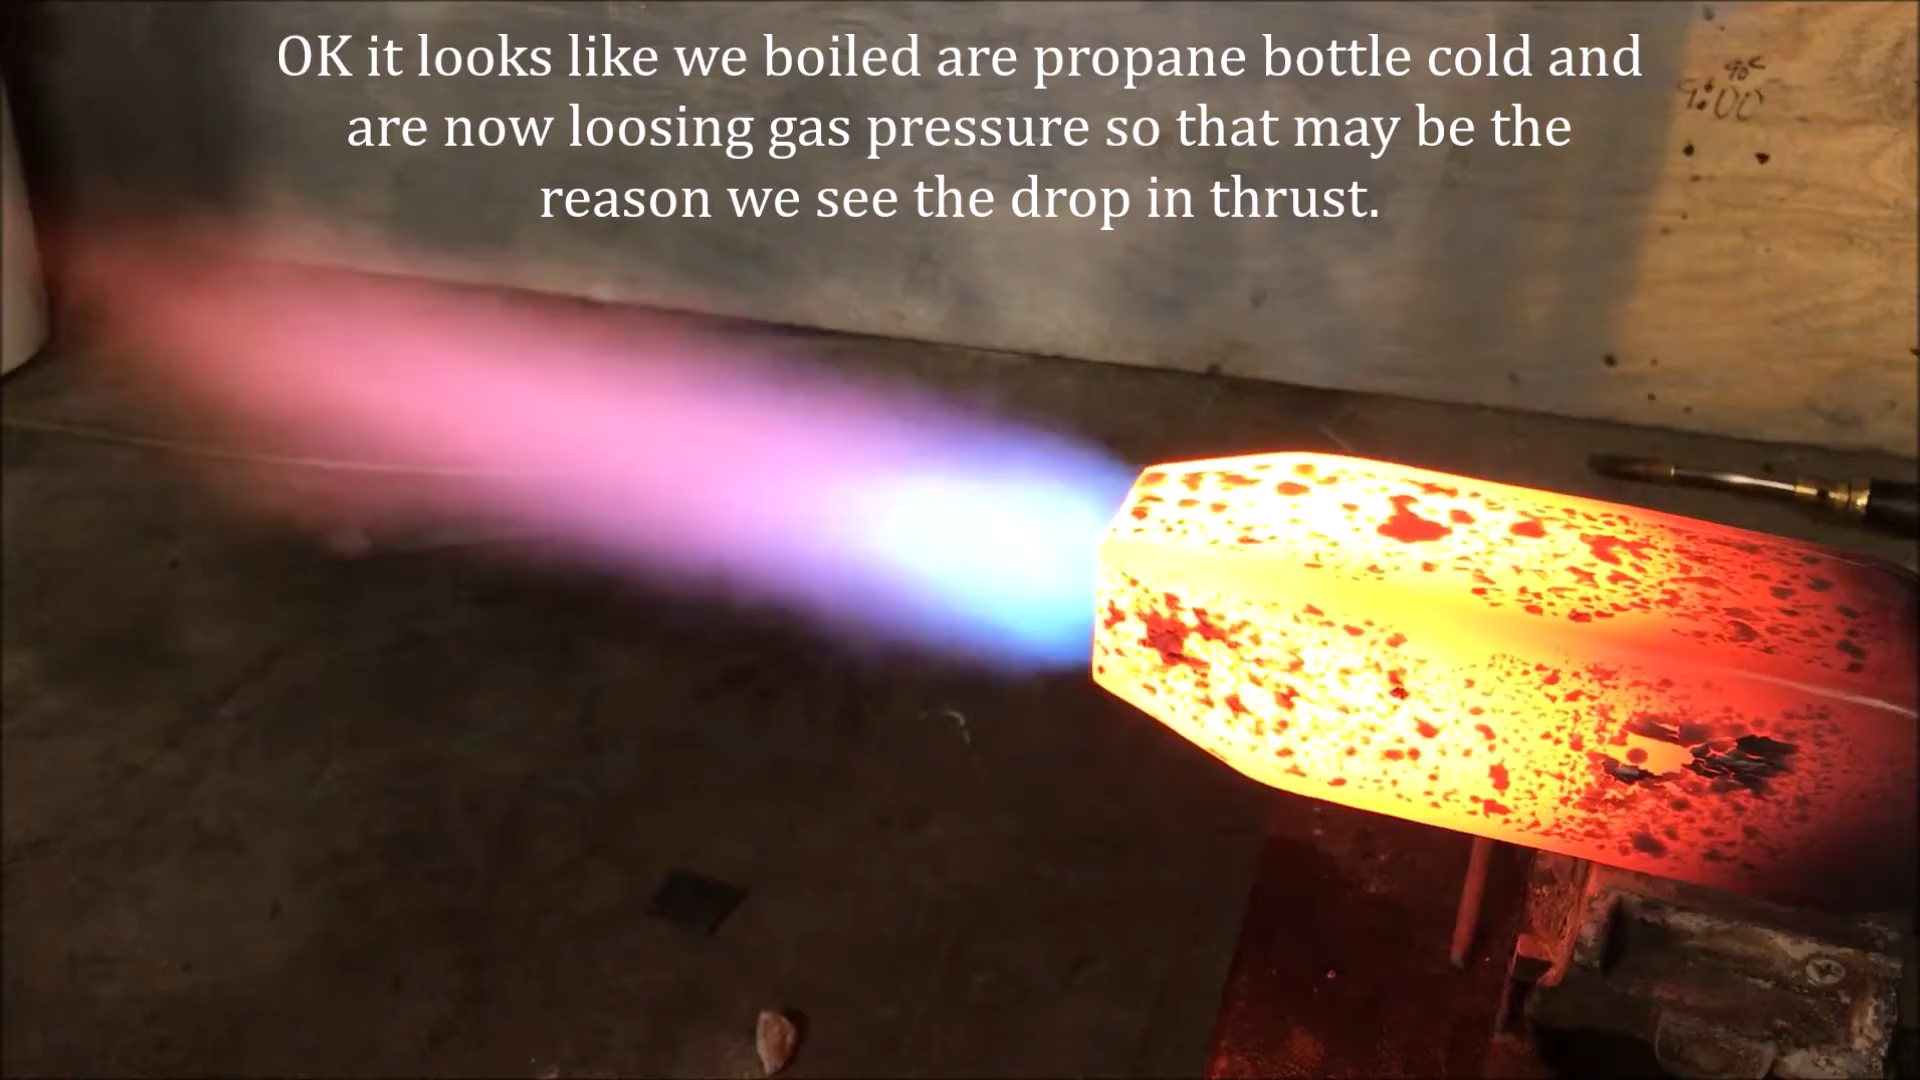 OK it looks like we boiled are propane bottle cold and
are now loosing gas pressure so that may be the
reason we see the drop in thrust.